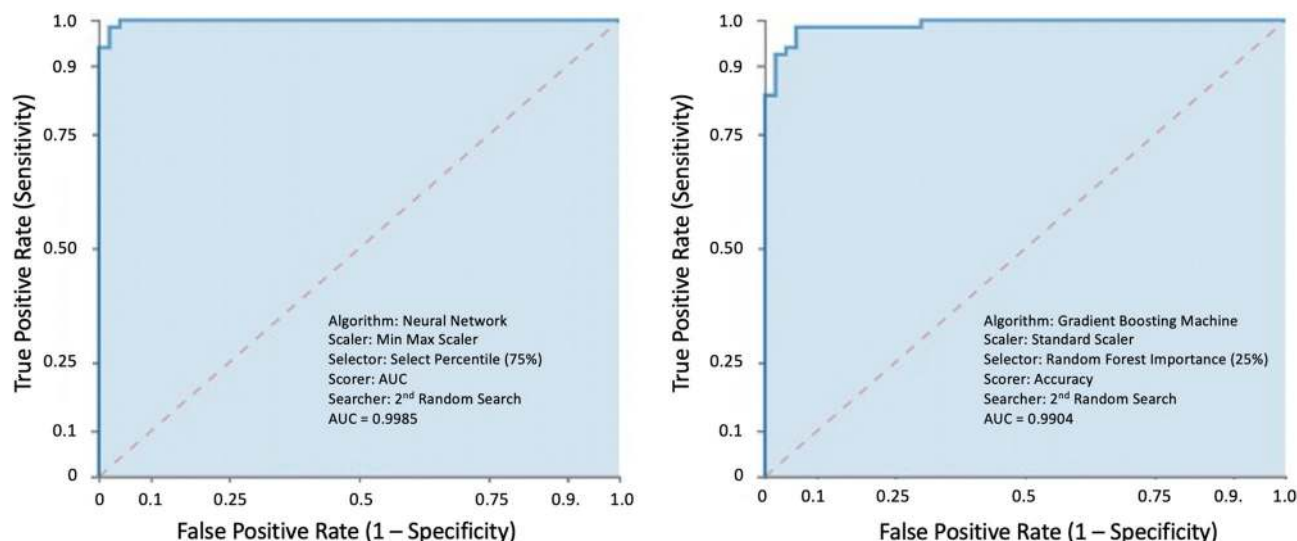 1.0
0.9
0.75
0.50
0.25
0.1
0
True Positive Rate (Sensitivity)
Algorithm: Neural Network
Scaler: Min Max Scaler
Selector: Select Percentile (75%)
Scorer: AUC
Searcher: 2nd Random Search
AUC = 0.9985
0 0.1 0.25 0.5 0.75 0.9. 1.0
False Positive Rate (1 – Specificity)
1.0
0.9
0.75
0.50
0.25
0.1
0
True Positive Rate (Sensitivity)
Algorithm: Gradient Boosting Machine
Scaler: Standard Scaler
Selector: Random Forest Importance (25%)
Scorer: Accuracy
Searcher: 2nd Random Search
AUC = 0.9904
0 0.1 0.25 0.5 0.75 0.9. 1.0
False Positive Rate (1 – Specificity)